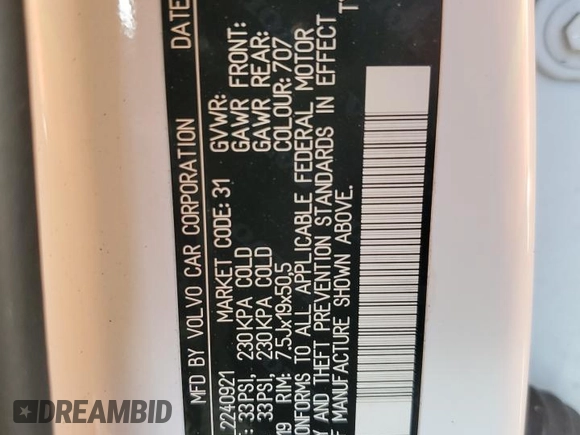 MFD BY VOLVO CAR CORPORATION DATE
2240921 MARKET CODE: 31 GVWR:
33PSI, 230KPA COLD GAWR FRONT:
33PSI, 230KPA COLD GAWR REAR:
19 RIM: 7.5Jx19x50,5 COLOUR: 707
ONFORMS TO ALL APPLICABLE FEDERAL MOTOR
Y AND THEFT PREVENTION STANDARDS IN EFFECT
MANUFACTURE SHOWN ABOVE.
DREAMBID